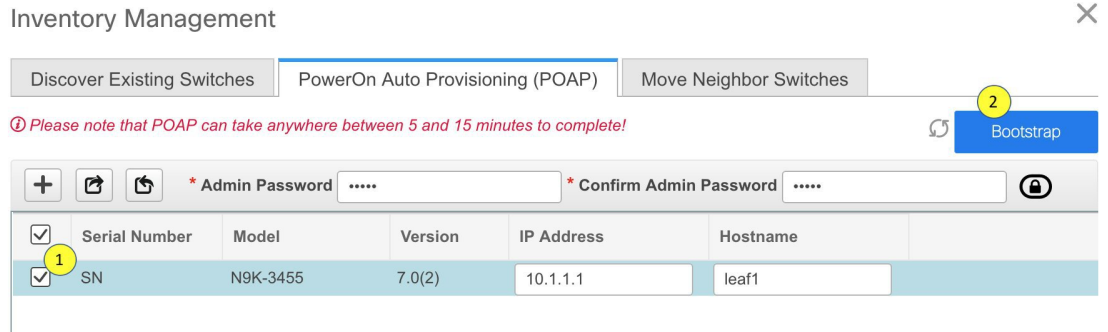 Inventory Management
Discover Existing Switches PowerOn Auto Provisioning (POAP) Move Neighbor Switches
Please note that POAP can take anywhere between 5 and 15 minutes to complete!
2
Bootstrap
* Admin Password ••••• * Confirm Admin Password •••••
Serial Number Model Version IP Address Hostname
1
SN N9K-3455 7.0(2) 10.1.1.1 leaf1